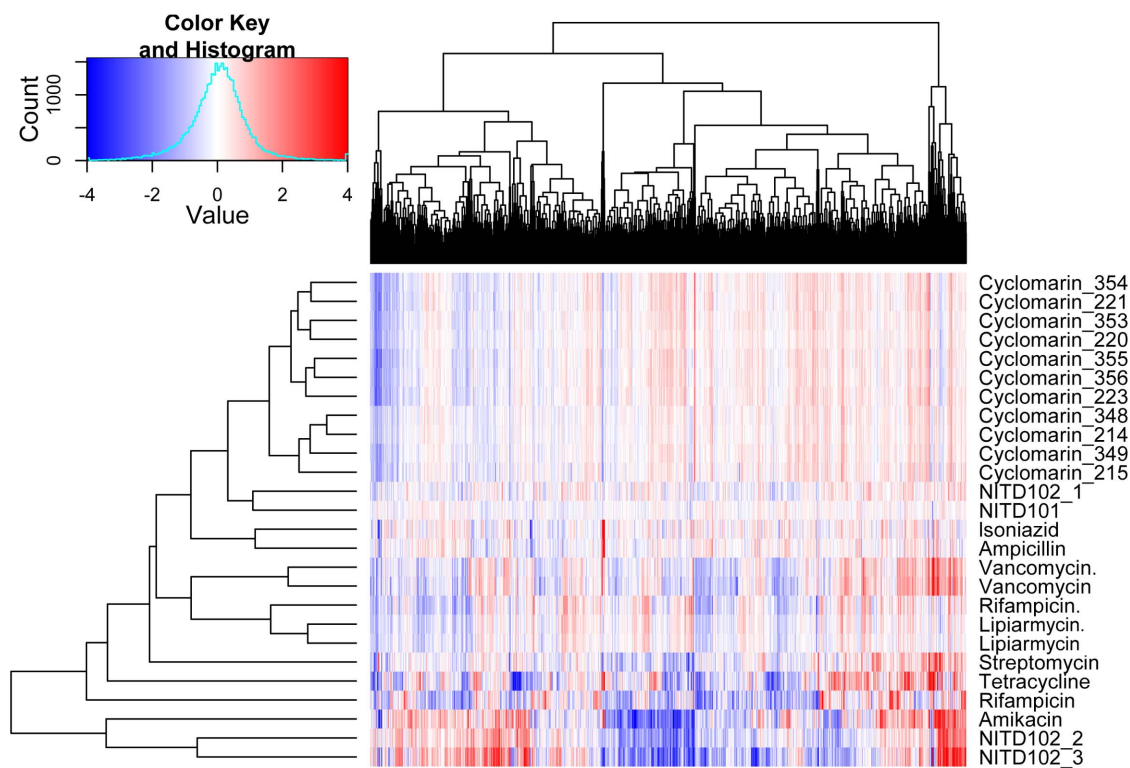 Color Key
and Histogram
Count
0
1000
-4
-2
0
2
4
Value
Cyclomarin_354
Cyclomarin_221
Cyclomarin_353
Cyclomarin_220
Cyclomarin_355
Cyclomarin_356
Cyclomarin_223
Cyclomarin_348
Cyclomarin_214
Cyclomarin_349
Cyclomarin_215
NITD102_1
NITD101
Isoniazid
Ampicillin
Vancomycin.
Vancomycin
Rifampicin.
Lipiarmycin.
Lipiarmycin
Streptomycin
Tetracycline
Rifampicin
Amikacin
NITD102_2
NITD102_3